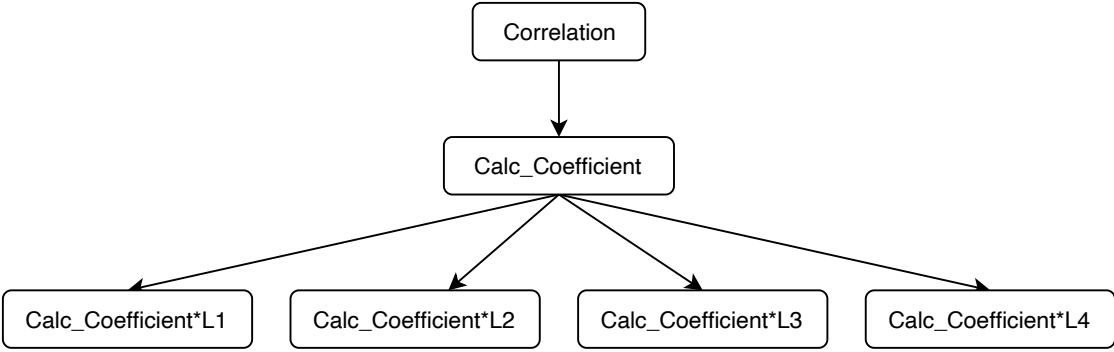 Correlation
Calc_Coefficient
Calc_Coefficient*L1
Calc_Coefficient*L2
Calc_Coefficient*L3
Calc_Coefficient*L4